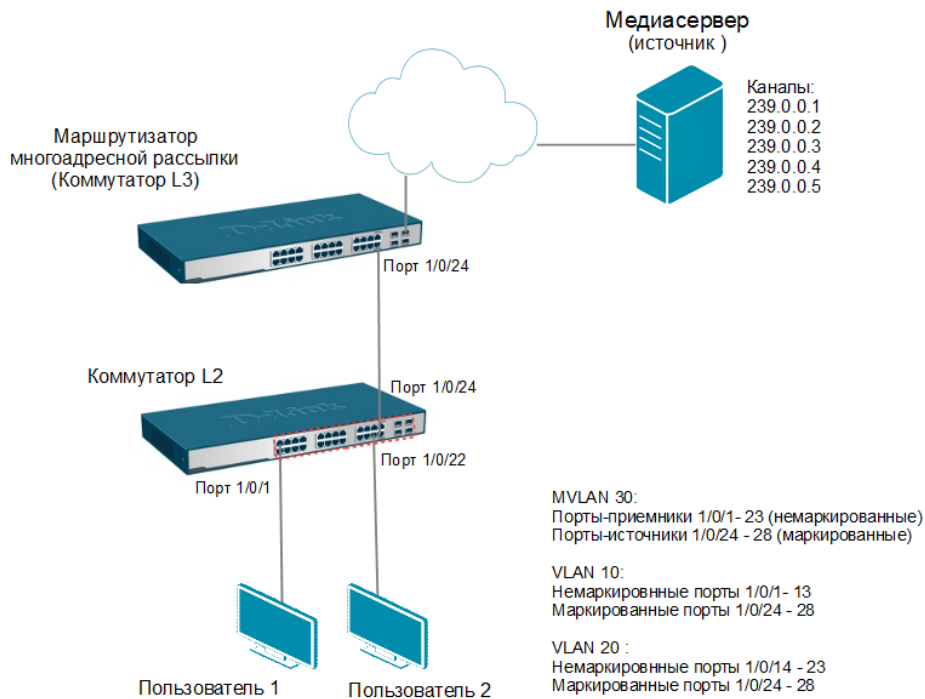 Медиасервер
(источник )
Каналы:
239.0.0.1
239.0.0.2
239.0.0.3
239.0.0.4
239.0.0.5
Маршрутизатор
многоадресной рассылки
(Коммутатор L3)
D-Link
Порт 1/0/24
Коммутатор L2
Порт 1/0/24
D-Link
Порт 1/0/22
Порт 1/0/1
MVLAN 30:
Порты-приемники 1/0/1- 23 (немаркированные)
Порты-источники 1/0/24 - 28 (маркированные)
VLAN 10:
Немаркировнные порты 1/0/1- 13
Маркированные порты 1/0/24 - 28
VLAN 20 :
Немаркировнные порты 1/0/14 - 23
Маркированные порты 1/0/24 - 28
Пользователь 1
Пользователь 2